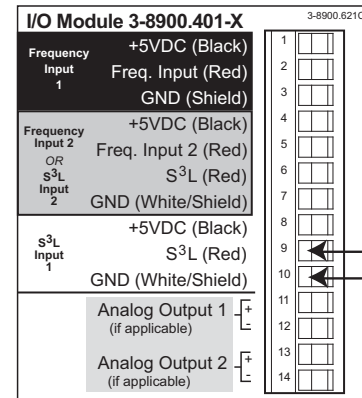 I/O Module 3-8900.401-X
3-8900.621C
Frequency
Input
1
+5VDC (Black)
Freq. Input (Red)
GND (Shield)
Frequency
Input 2
OR
S³L
Input
2
+5VDC (Black)
Freq. Input 2 (Red)
S³L (Red)
GND (White/Shield)
S³L
Input
1
+5VDC (Black)
S³L (Red)
GND (White/Shield)
Analog Output 1 +
(if applicable) -
Analog Output 2 +
(if applicable) -
1
2
3
4
5
6
7
8
9
10
11
12
13
14